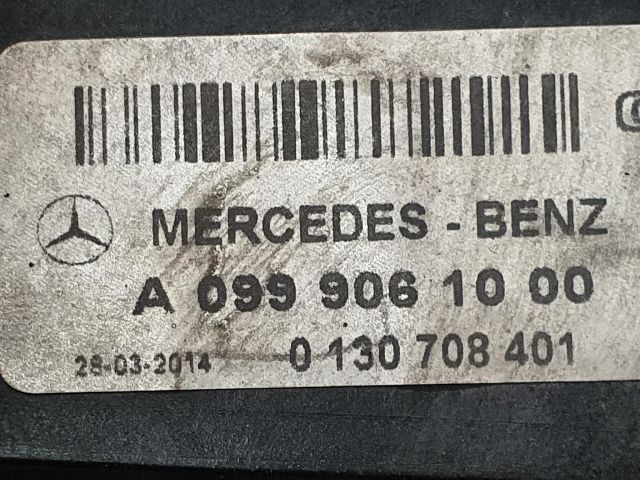 MERCEDES - BENZ
A 099 906 10 00
28-03-2014 0 130 708 401